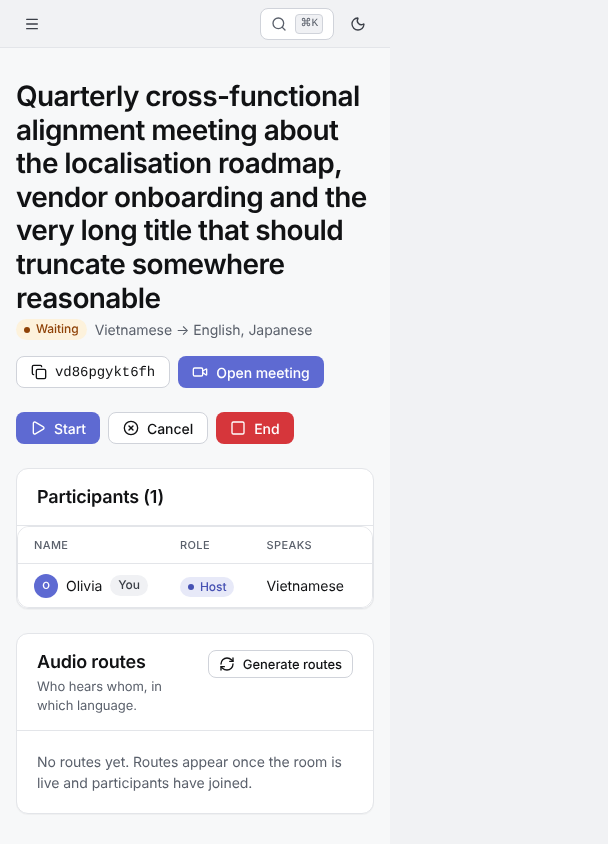 ⌘K
Quarterly cross-functional
alignment meeting about
the localisation roadmap,
vendor onboarding and the
very long title that should
truncate somewhere
reasonable
Waiting Vietnamese → English, Japanese
vd86pgykt6fh Open meeting
Start Cancel End
Participants (1)
NAME ROLE SPEAKS
O Olivia You Host Vietnamese
Audio routes Generate routes
Who hears whom, in
which language.
No routes yet. Routes appear once the room is
live and participants have joined.